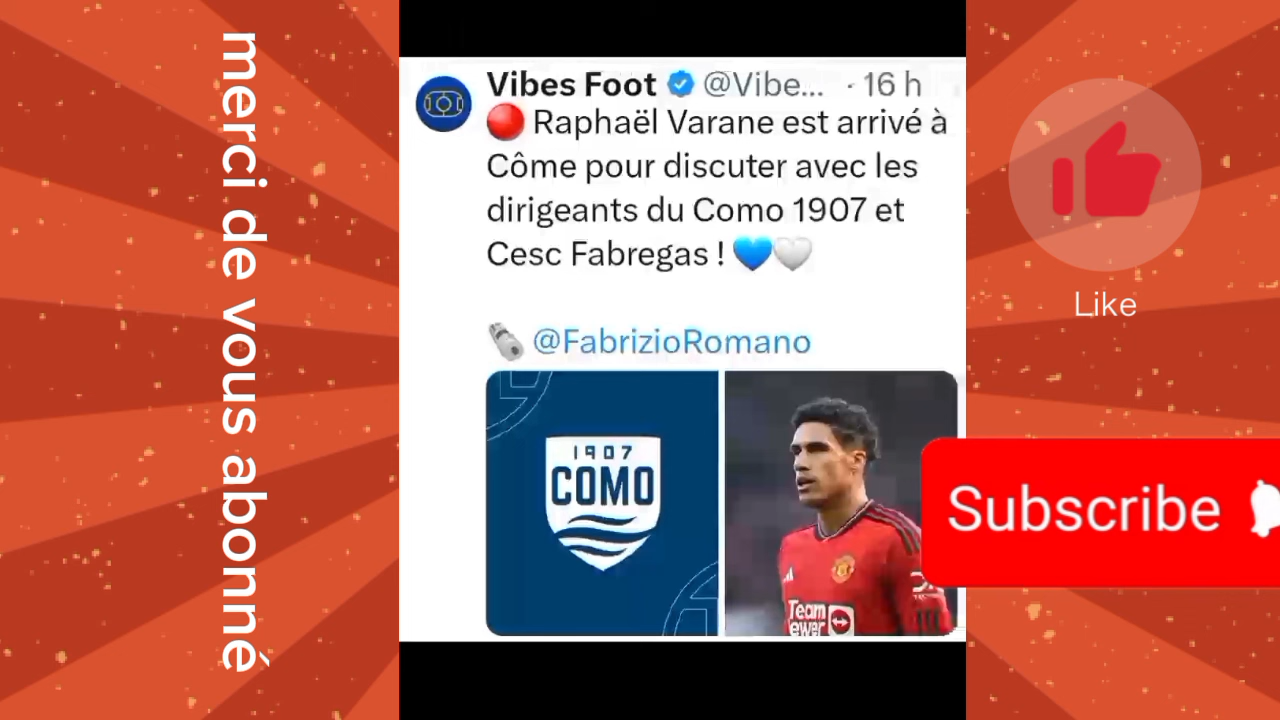 merci de vous abonné
Vibes Foot @Vibe... · 16 h
🔴 Raphaël Varane est arrivé à
Côme pour discuter avec les
dirigeants du Como 1907 et
Cesc Fabregas ! 💙🤍
@FabrizioRomano
1907
COMO
Team
Like
Subscribe